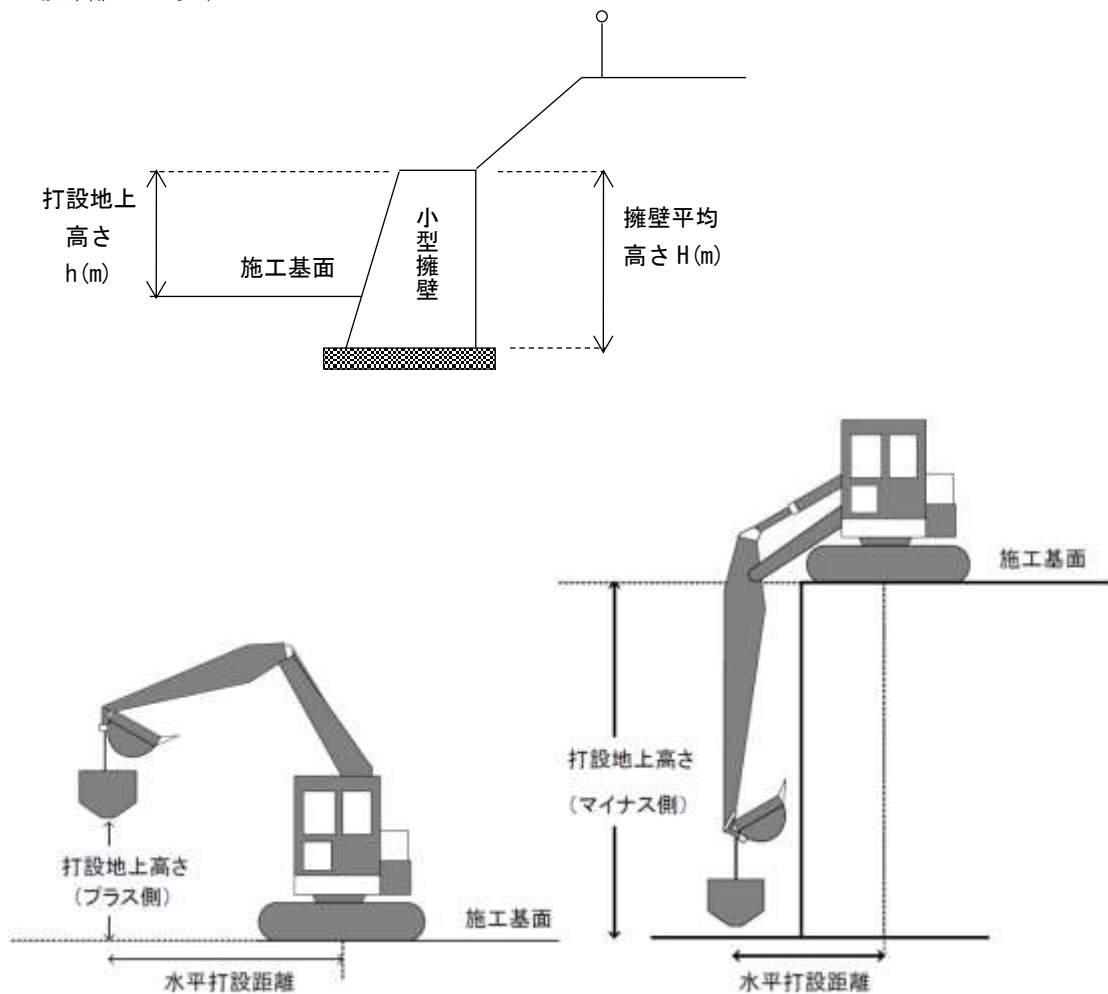 打設地上
高さ
h(m)
施工基面
小型擁壁
擁壁平均
高さH(m)
打設地上高さ
(プラス側)
施工基面
水平打設距離
施工基面
打設地上高さ
(マイナス側)
水平打設距離